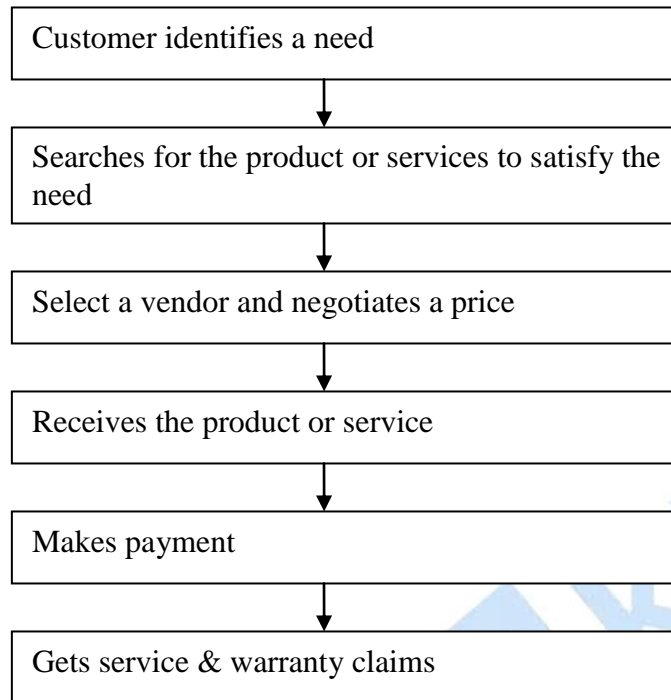 Customer identifies a need
Searches for the product or services to satisfy the
need
Select a vendor and negotiates a price
Receives the product or service
Makes payment
Gets service & warranty claims